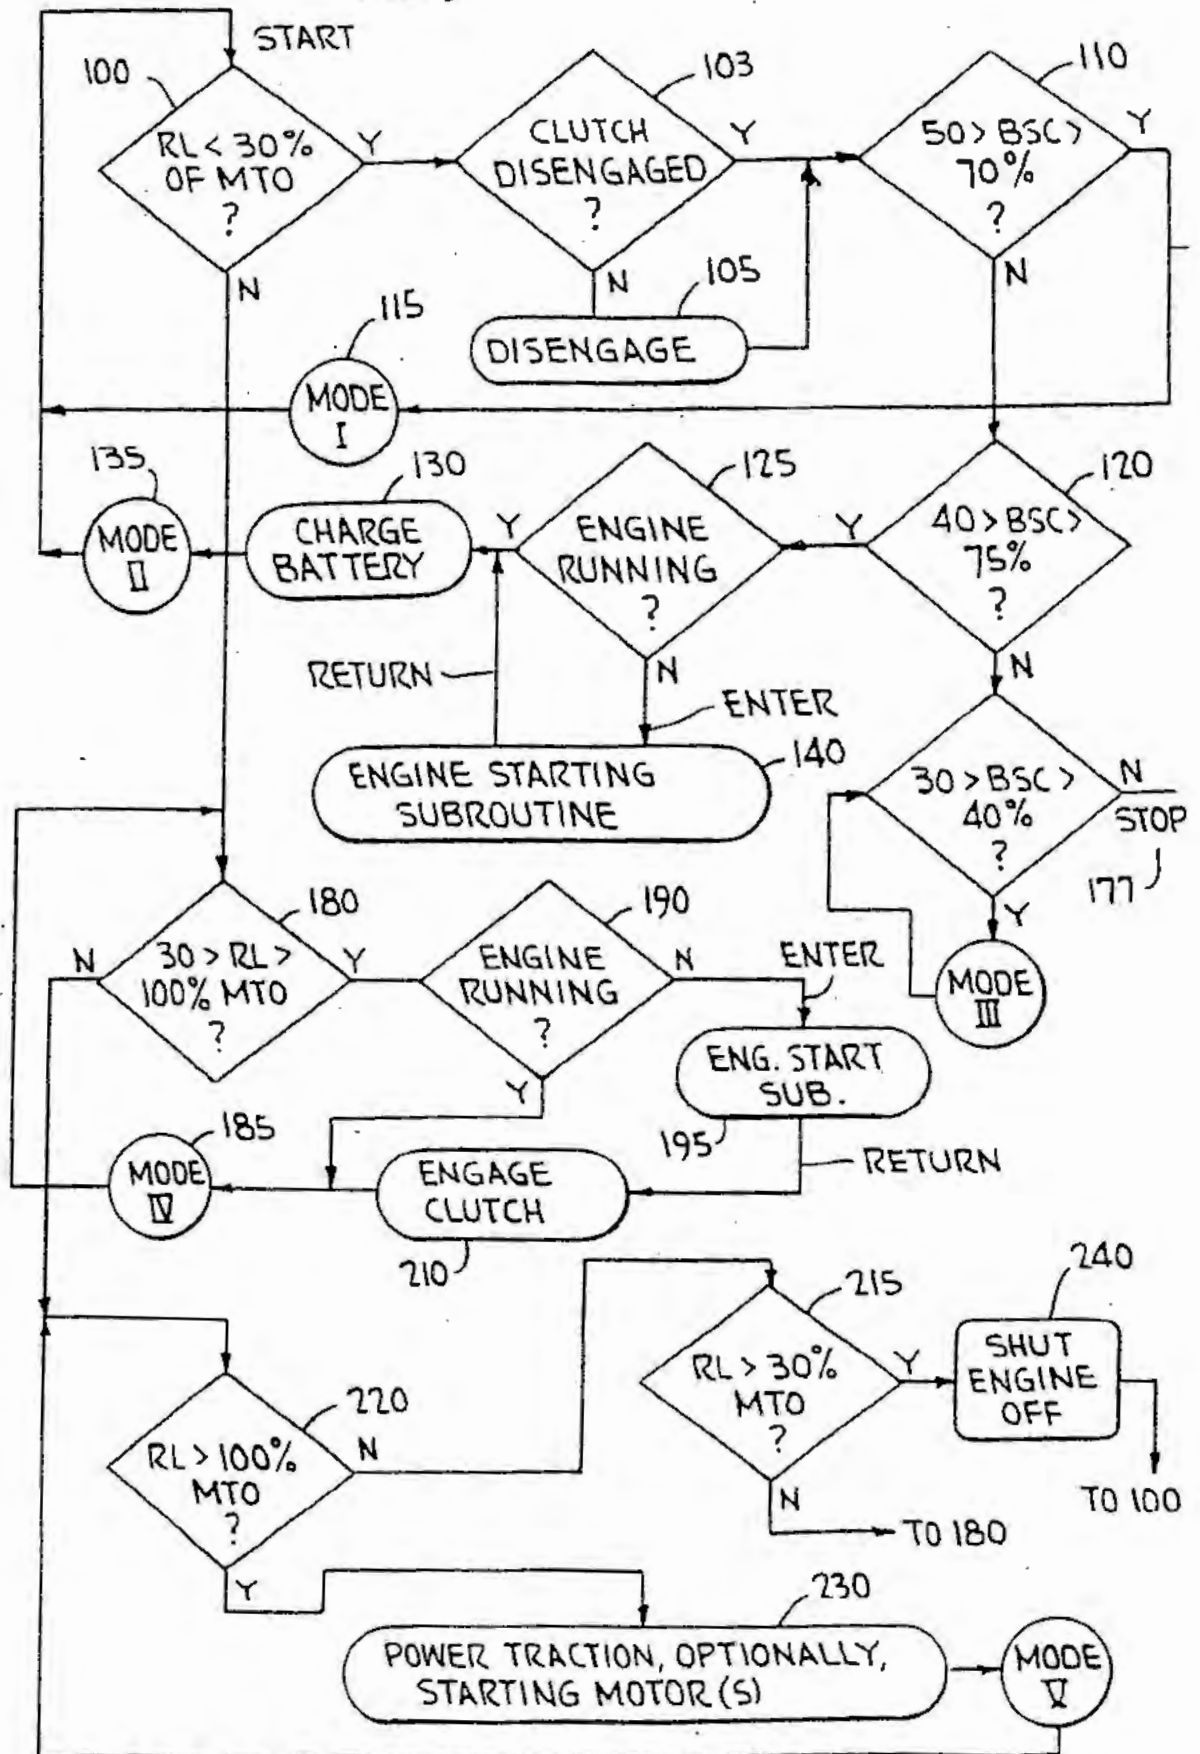 START
100
RL < 30%
OF MTO
?
Y
N
103
CLUTCH
DISENGAGED
?
Y
N
105
DISENGAGE
110
50 > BSC >
70%
?
Y
N
115
MODE
I
135
MODE
II
130
CHARGE
BATTERY
125
ENGINE
RUNNING
?
Y
N
120
40 > BSC >
75%
?
Y
N
RETURN
ENTER
140
ENGINE STARTING
SUBROUTINE
30 > BSC >
40%
?
N
STOP
177
Y
MODE
III
180
30 > RL >
100% MTO
?
N
Y
190
ENGINE
RUNNING
?
N
Y
ENTER
ENG. START
SUB.
195
RETURN
185
MODE
IV
ENGAGE
CLUTCH
210
215
RL > 30%
MTO
?
Y
N
TO 180
240
SHUT
ENGINE
OFF
TO 100
220
RL > 100%
MTO
?
N
Y
230
POWER TRACTION, OPTIONALLY,
STARTING MOTOR(S)
MODE
V